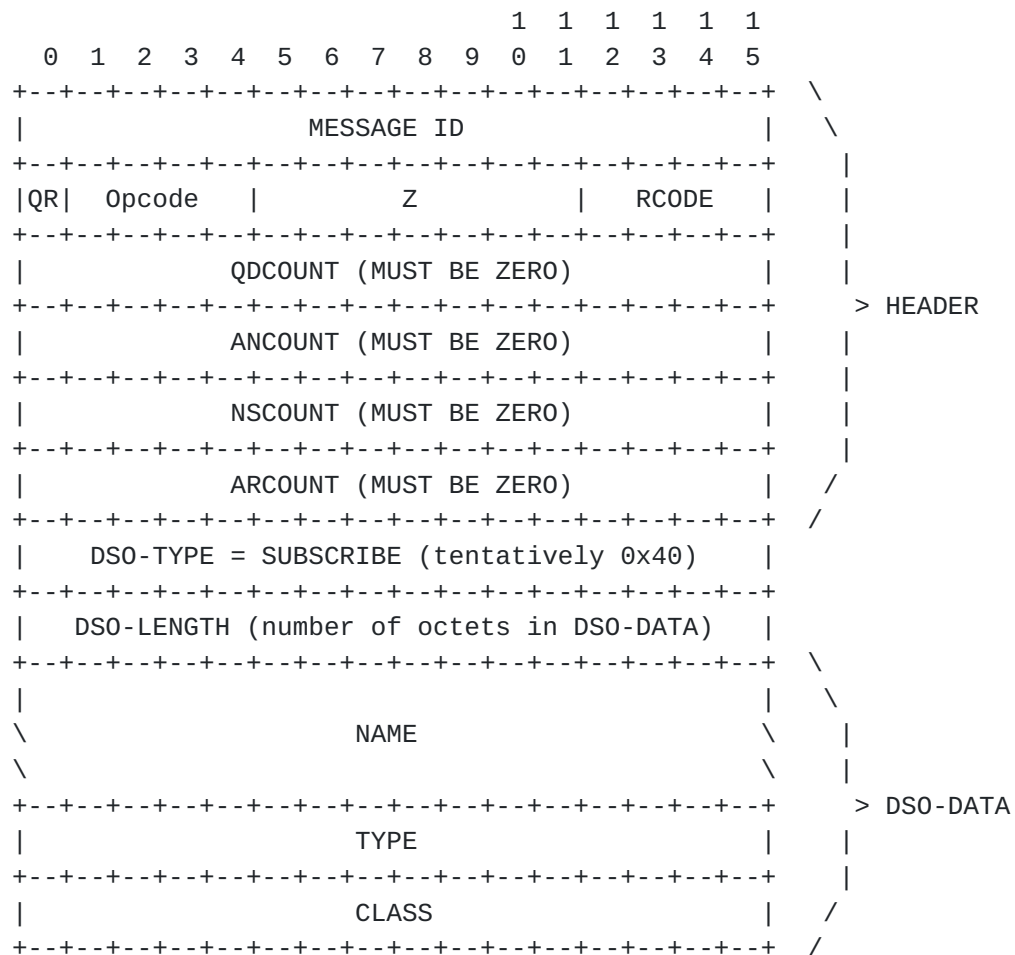 1  1  1  1  1  1
  0  1  2  3  4  5  6  7  8  9  0  1  2  3  4  5
+--+--+--+--+--+--+--+--+--+--+--+--+--+--+--+--+  \
|                  MESSAGE ID                   |   \
+--+--+--+--+--+--+--+--+--+--+--+--+--+--+--+--+    |
|QR|  Opcode   |         Z          |   RCODE   |    |
+--+--+--+--+--+--+--+--+--+--+--+--+--+--+--+--+    |
|             QDCOUNT (MUST BE ZERO)            |    |
+--+--+--+--+--+--+--+--+--+--+--+--+--+--+--+--+     > HEADER
|             ANCOUNT (MUST BE ZERO)            |    |
+--+--+--+--+--+--+--+--+--+--+--+--+--+--+--+--+    |
|             NSCOUNT (MUST BE ZERO)            |    |
+--+--+--+--+--+--+--+--+--+--+--+--+--+--+--+--+    |
|             ARCOUNT (MUST BE ZERO)            |   /
+--+--+--+--+--+--+--+--+--+--+--+--+--+--+--+--+  /
|    DSO-TYPE = SUBSCRIBE (tentatively 0x40)    |
+--+--+--+--+--+--+--+--+--+--+--+--+--+--+--+--+
|   DSO-LENGTH (number of octets in DSO-DATA)   |
+--+--+--+--+--+--+--+--+--+--+--+--+--+--+--+--+  \
|                                               |   \
\                     NAME                      \    |
\                                               \    |
+--+--+--+--+--+--+--+--+--+--+--+--+--+--+--+--+     > DSO-DATA
|                     TYPE                      |    |
+--+--+--+--+--+--+--+--+--+--+--+--+--+--+--+--+    |
|                     CLASS                     |   /
+--+--+--+--+--+--+--+--+--+--+--+--+--+--+--+--+  /